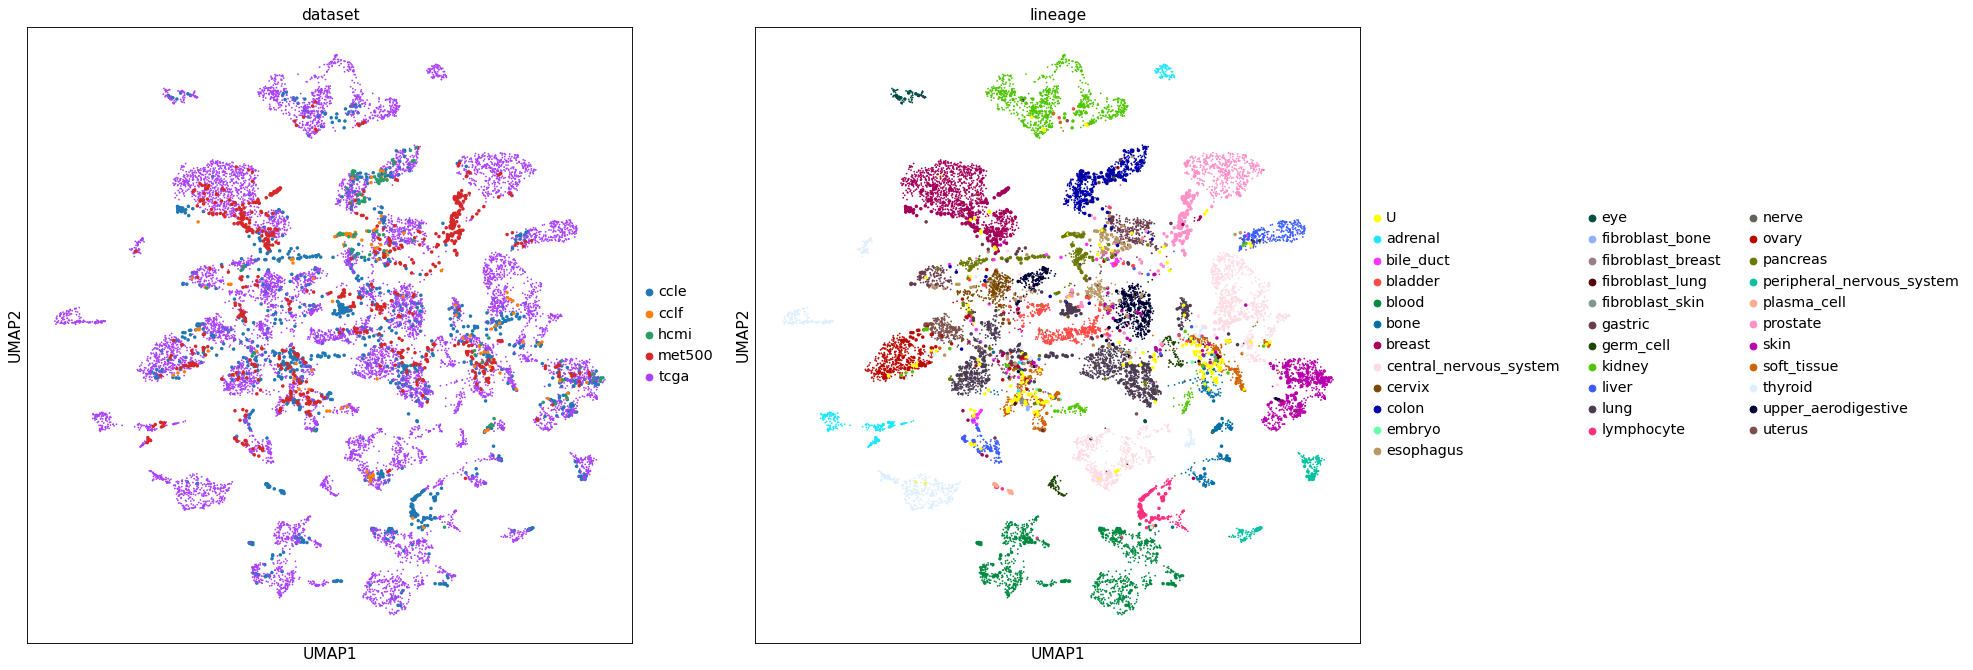 dataset
UMAP2
UMAP1
ccle
cclf
hcmi
met500
tcga
lineage
UMAP2
UMAP1
U
adrenal
bile_duct
bladder
blood
bone
breast
central_nervous_system
cervix
colon
embryo
esophagus
eye
fibroblast_bone
fibroblast_breast
fibroblast_lung
fibroblast_skin
gastric
germ_cell
kidney
liver
lung
lymphocyte
nerve
ovary
pancreas
peripheral_nervous_system
plasma_cell
prostate
skin
soft_tissue
thyroid
upper_aerodigestive
uterus